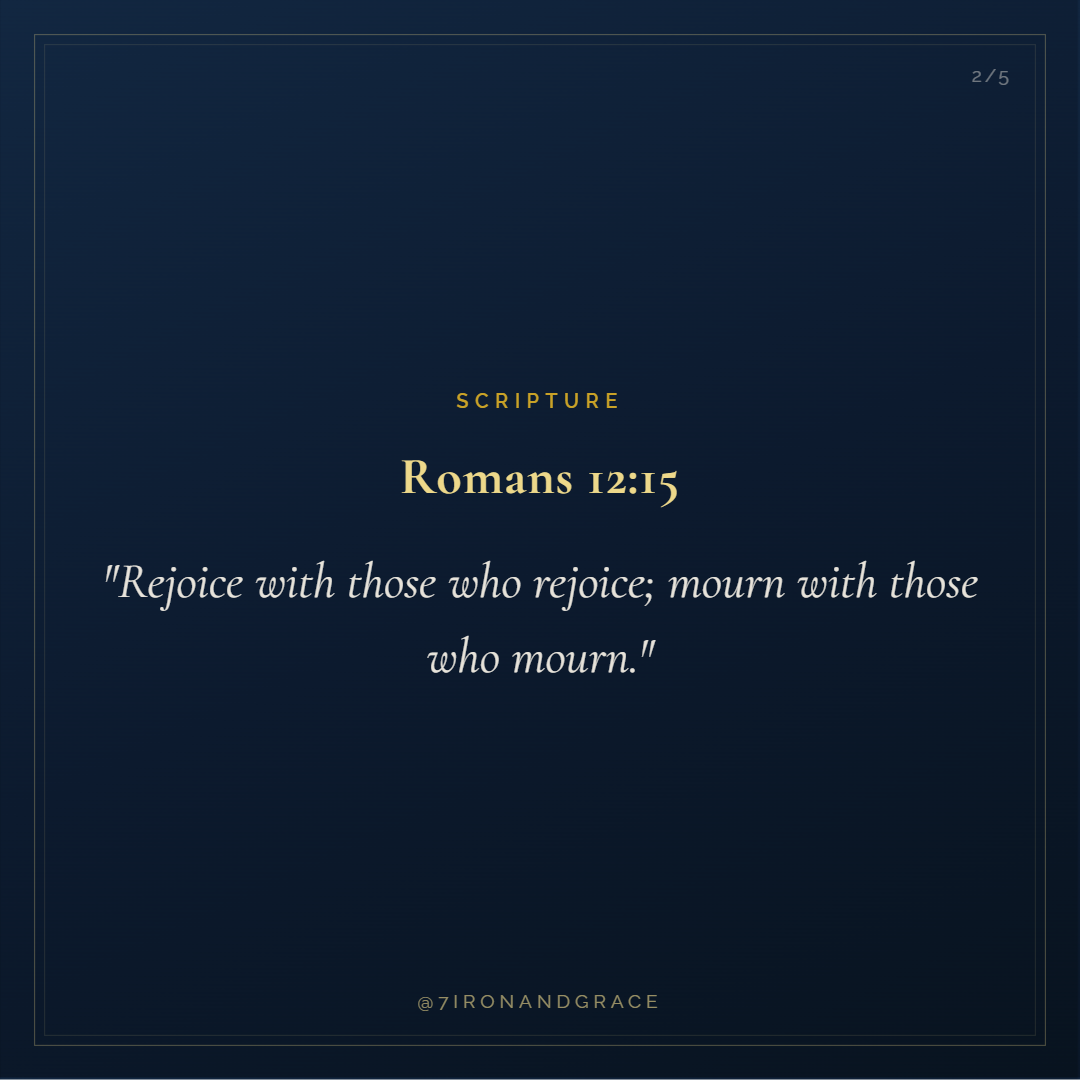 2/5
SCRIPTURE
Romans 12:15
"Rejoice with those who rejoice; mourn with those
who mourn."
@7IRONANDGRACE